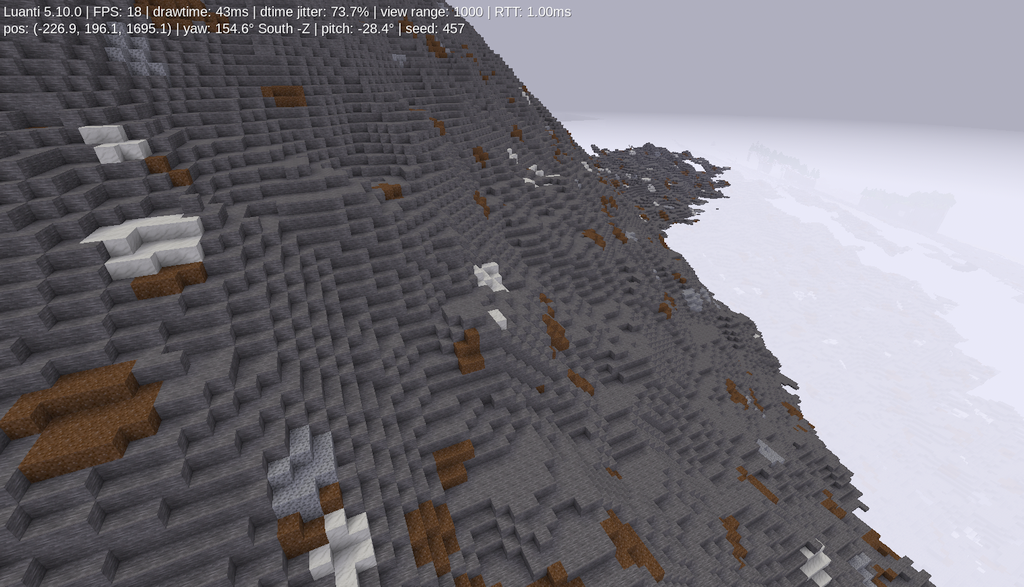 Luanti 5.10.0 | FPS: 18 | drawtime: 43ms | dtime jitter: 73.7% | view range: 1000 | RTT: 1.00ms
pos: (-226.9, 196.1, 1695.1) | yaw: 154.6° South -Z | pitch: -28.4° | seed: 457